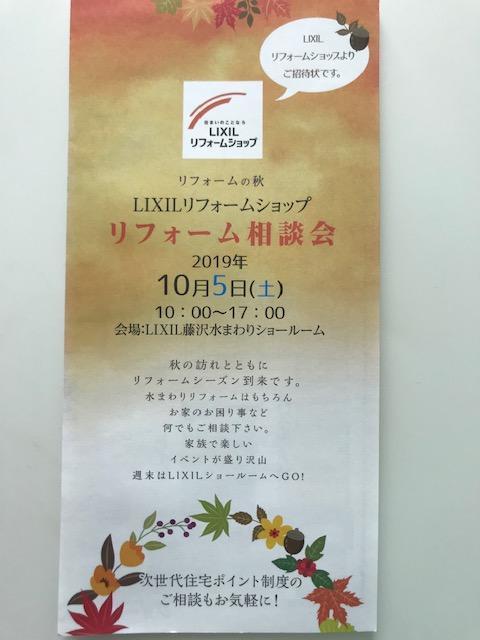 LIXIL
リフォームショップより
ご招待状です。
住まいのことなら
LIXIL
リフォームショップ
リフォームの秋
LIXILリフォームショップ
リフォーム相談会
2019年
10月5日(土)
10：00～17：00
会場:LIXIL藤沢水まわりショールーム
秋の訪れとともに
リフォームシーズン到来です。
水まわりリフォームはもちろん
お家のお困り事など
何でもご相談下さい。
家族で楽しい
イベントが盛り沢山
週末はLIXILショールームへGO!
次世代住宅ポイント制度の
ご相談もお気軽に！